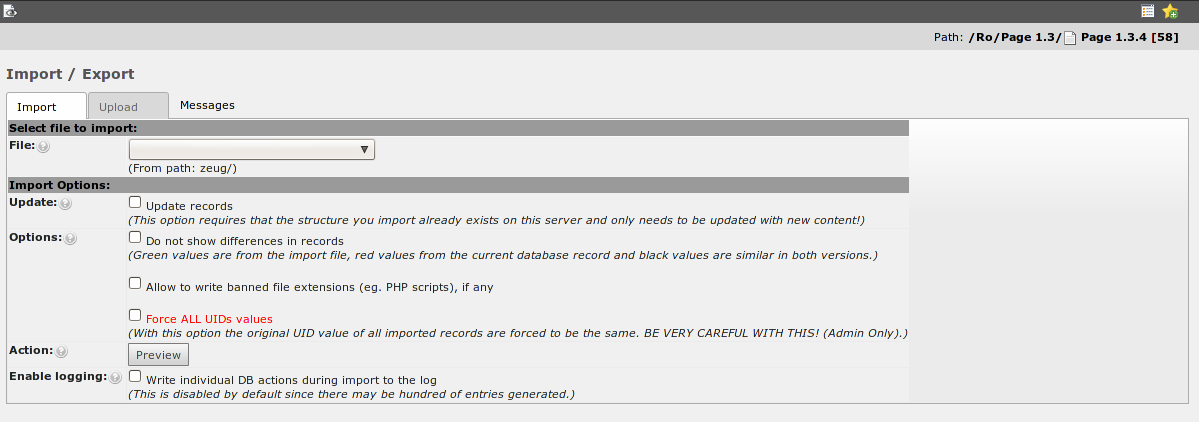 Path: /Ro/Page 1.3/ Page 1.3.4 [58]
Import / Export
Import Upload Messages
Select file to import:
File:
(From path: zeug/)
Import Options:
Update: Update records
(This option requires that the structure you import already exists on this server and only needs to be updated with new content!)
Options: Do not show differences in records
(Green values are from the import file, red values from the current database record and black values are similar in both versions.)
Allow to write banned file extensions (eg. PHP scripts), if any
Force ALL UIDs values
(With this option the original UID value of all imported records are forced to be the same. BE VERY CAREFUL WITH THIS! (Admin Only).)
Action: Preview
Enable logging: Write individual DB actions during import to the log
(This is disabled by default since there may be hundred of entries generated.)